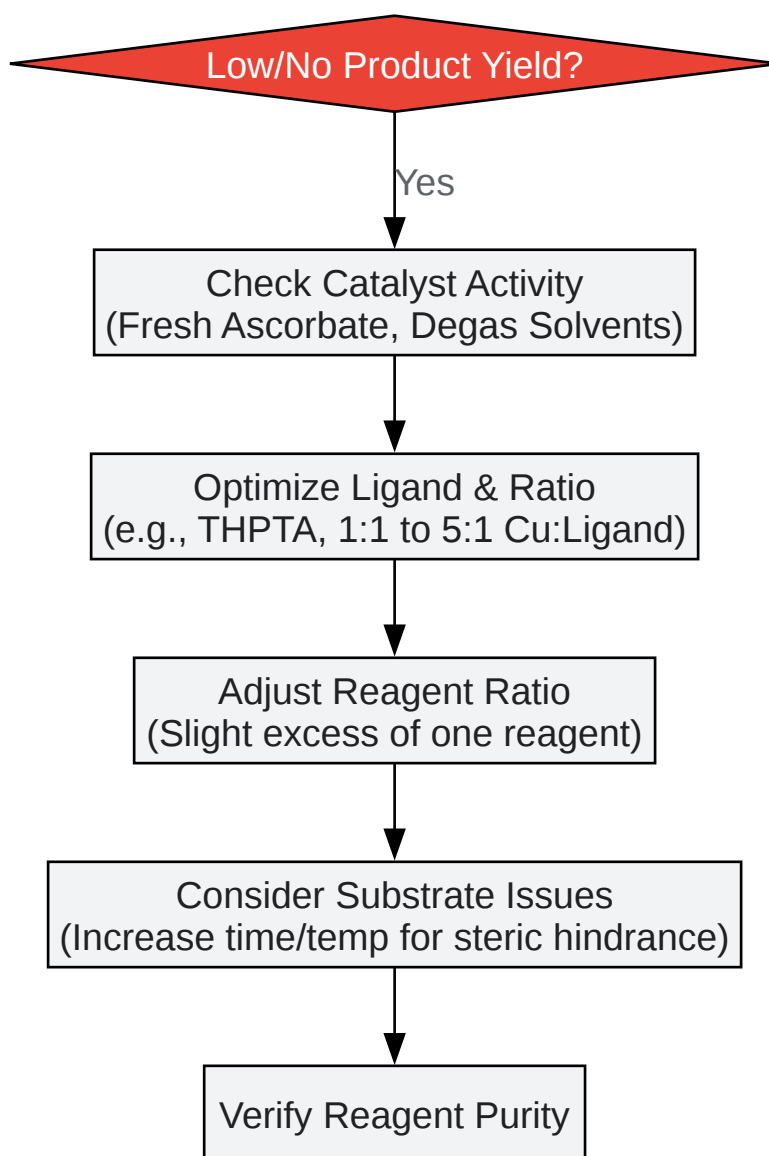 Low/No Product Yield?
Yes
Check Catalyst Activity
(Fresh Ascorbate, Degas Solvents)
Optimize Ligand & Ratio
(e.g., THPTA, 1:1 to 5:1 Cu:Ligand)
Adjust Reagent Ratio
(Slight excess of one reagent)
Consider Substrate Issues
(Increase time/temp for steric hindrance)
Verify Reagent Purity